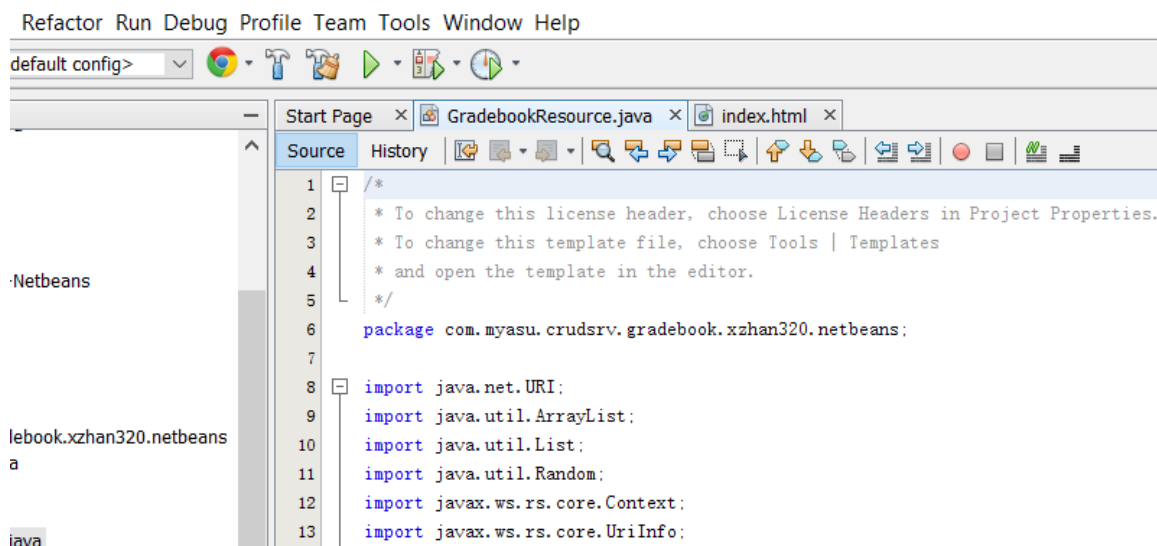 Refactor Run Debug Profile Team Tools Window Help
default config>
Start Page GradebookResource.java index.html
Source History
1 /*
2 * To change this license header, choose License Headers in Project Properties.
3 * To change this template file, choose Tools | Templates
-Netbeans
4 * and open the template in the editor.
5 */
6 package com.myasu.crudsrv.gradebook.xzhan320.netbeans;
7
8 import java.net.URI;
9 import java.util.ArrayList;
lebook.xzhan320.netbeans
10 import java.util.List;
a
11 import java.util.Random;
12 import javax.ws.rs.core.Context;
13 import javax.ws.rs.core.UriInfo;
java